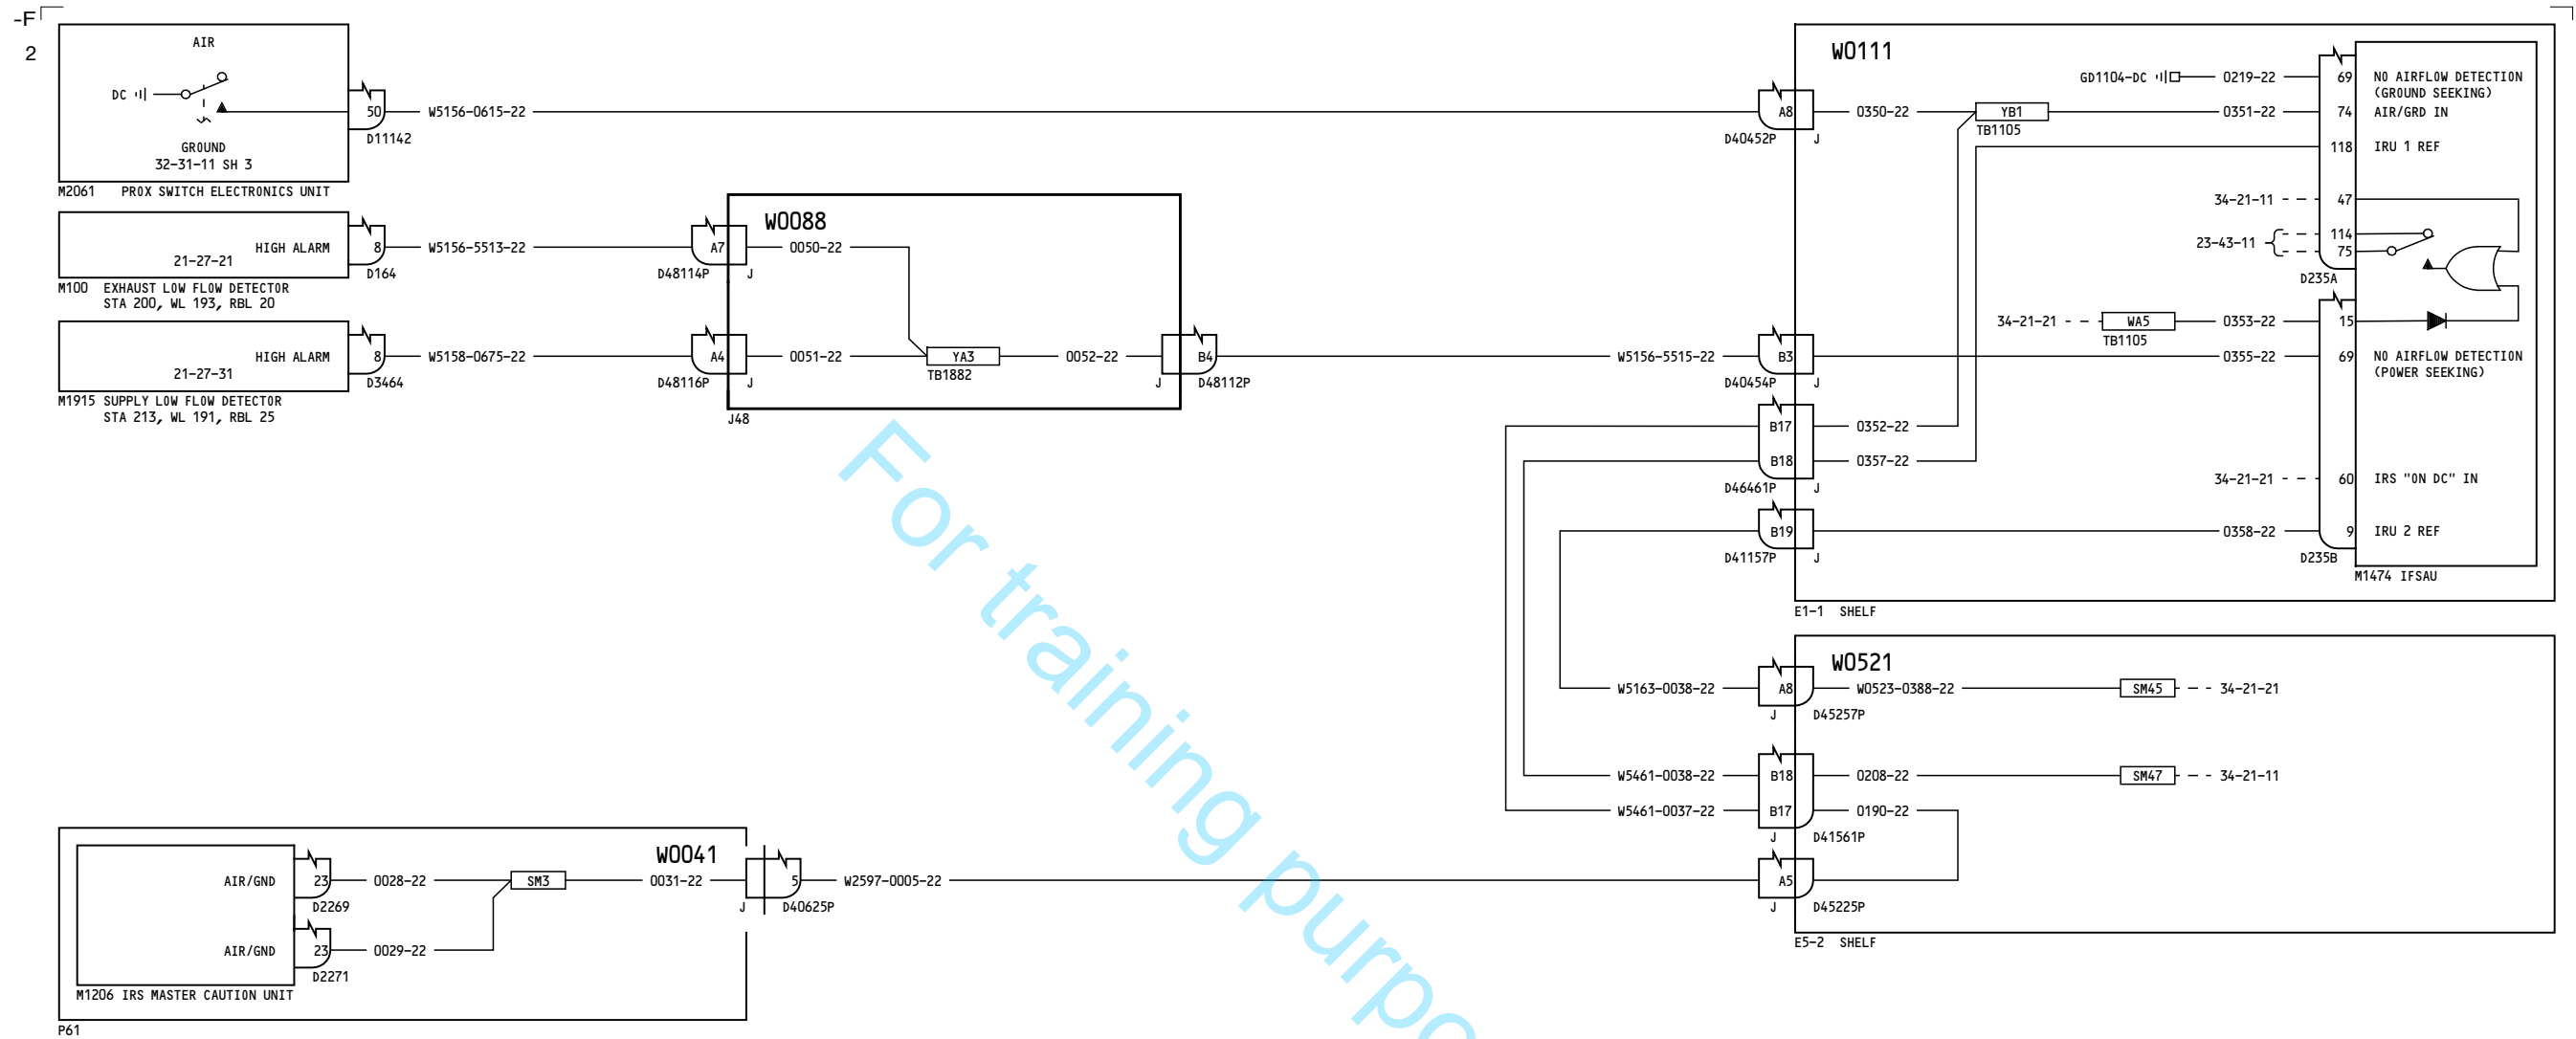 -F
2
AIR
DC
GROUND
32-31-11 SH 3
50
D11142
M2061 PROX SWITCH ELECTRONICS UNIT
W5156-0615-22
HIGH ALARM
21-27-21
8
D164
M100 EXHAUST LOW FLOW DETECTOR
STA 200, WL 193, RBL 20
W5156-5513-22
HIGH ALARM
21-27-31
8
D3464
M1915 SUPPLY LOW FLOW DETECTOR
STA 213, WL 191, RBL 25
W5158-0675-22
W0088
A7
D48114P
J
0050-22
A4
D48116P
J
0051-22
YA3
TB1882
0052-22
B4
J
D48112P
J48
W5156-5515-22
W0111
A8
D40452P
J
0350-22
YB1
TB1105
0351-22
GD1104-DC
0219-22
69
NO AIRFLOW DETECTION
(GROUND SEEKING)
74
AIR/GRD IN
118
IRU 1 REF
34-21-11
47
23-43-11
114
75
D235A
34-21-21
WA5
TB1105
0353-22
15
B3
D40454P
J
0355-22
69
NO AIRFLOW DETECTION
(POWER SEEKING)
B17
0352-22
B18
0357-22
D46461P
J
34-21-21
60
IRS "ON DC" IN
B19
D41157P
J
0358-22
9
IRU 2 REF
D235B
M1474 IFSAU
E1-1 SHELF
W0521
W5163-0038-22
A8
J
D45257P
W0523-0388-22
SM45
34-21-21
W5461-0038-22
B18
0208-22
SM47
34-21-11
W5461-0037-22
B17
0190-22
J
D41561P
A5
J
D45225P
E5-2 SHELF
W0041
AIR/GND
23
D2269
0028-22
SM3
0031-22
5
J
D40625P
W2597-0005-22
AIR/GND
23
D2271
0029-22
M1206 IRS MASTER CAUTION UNIT
P61
For training purpo